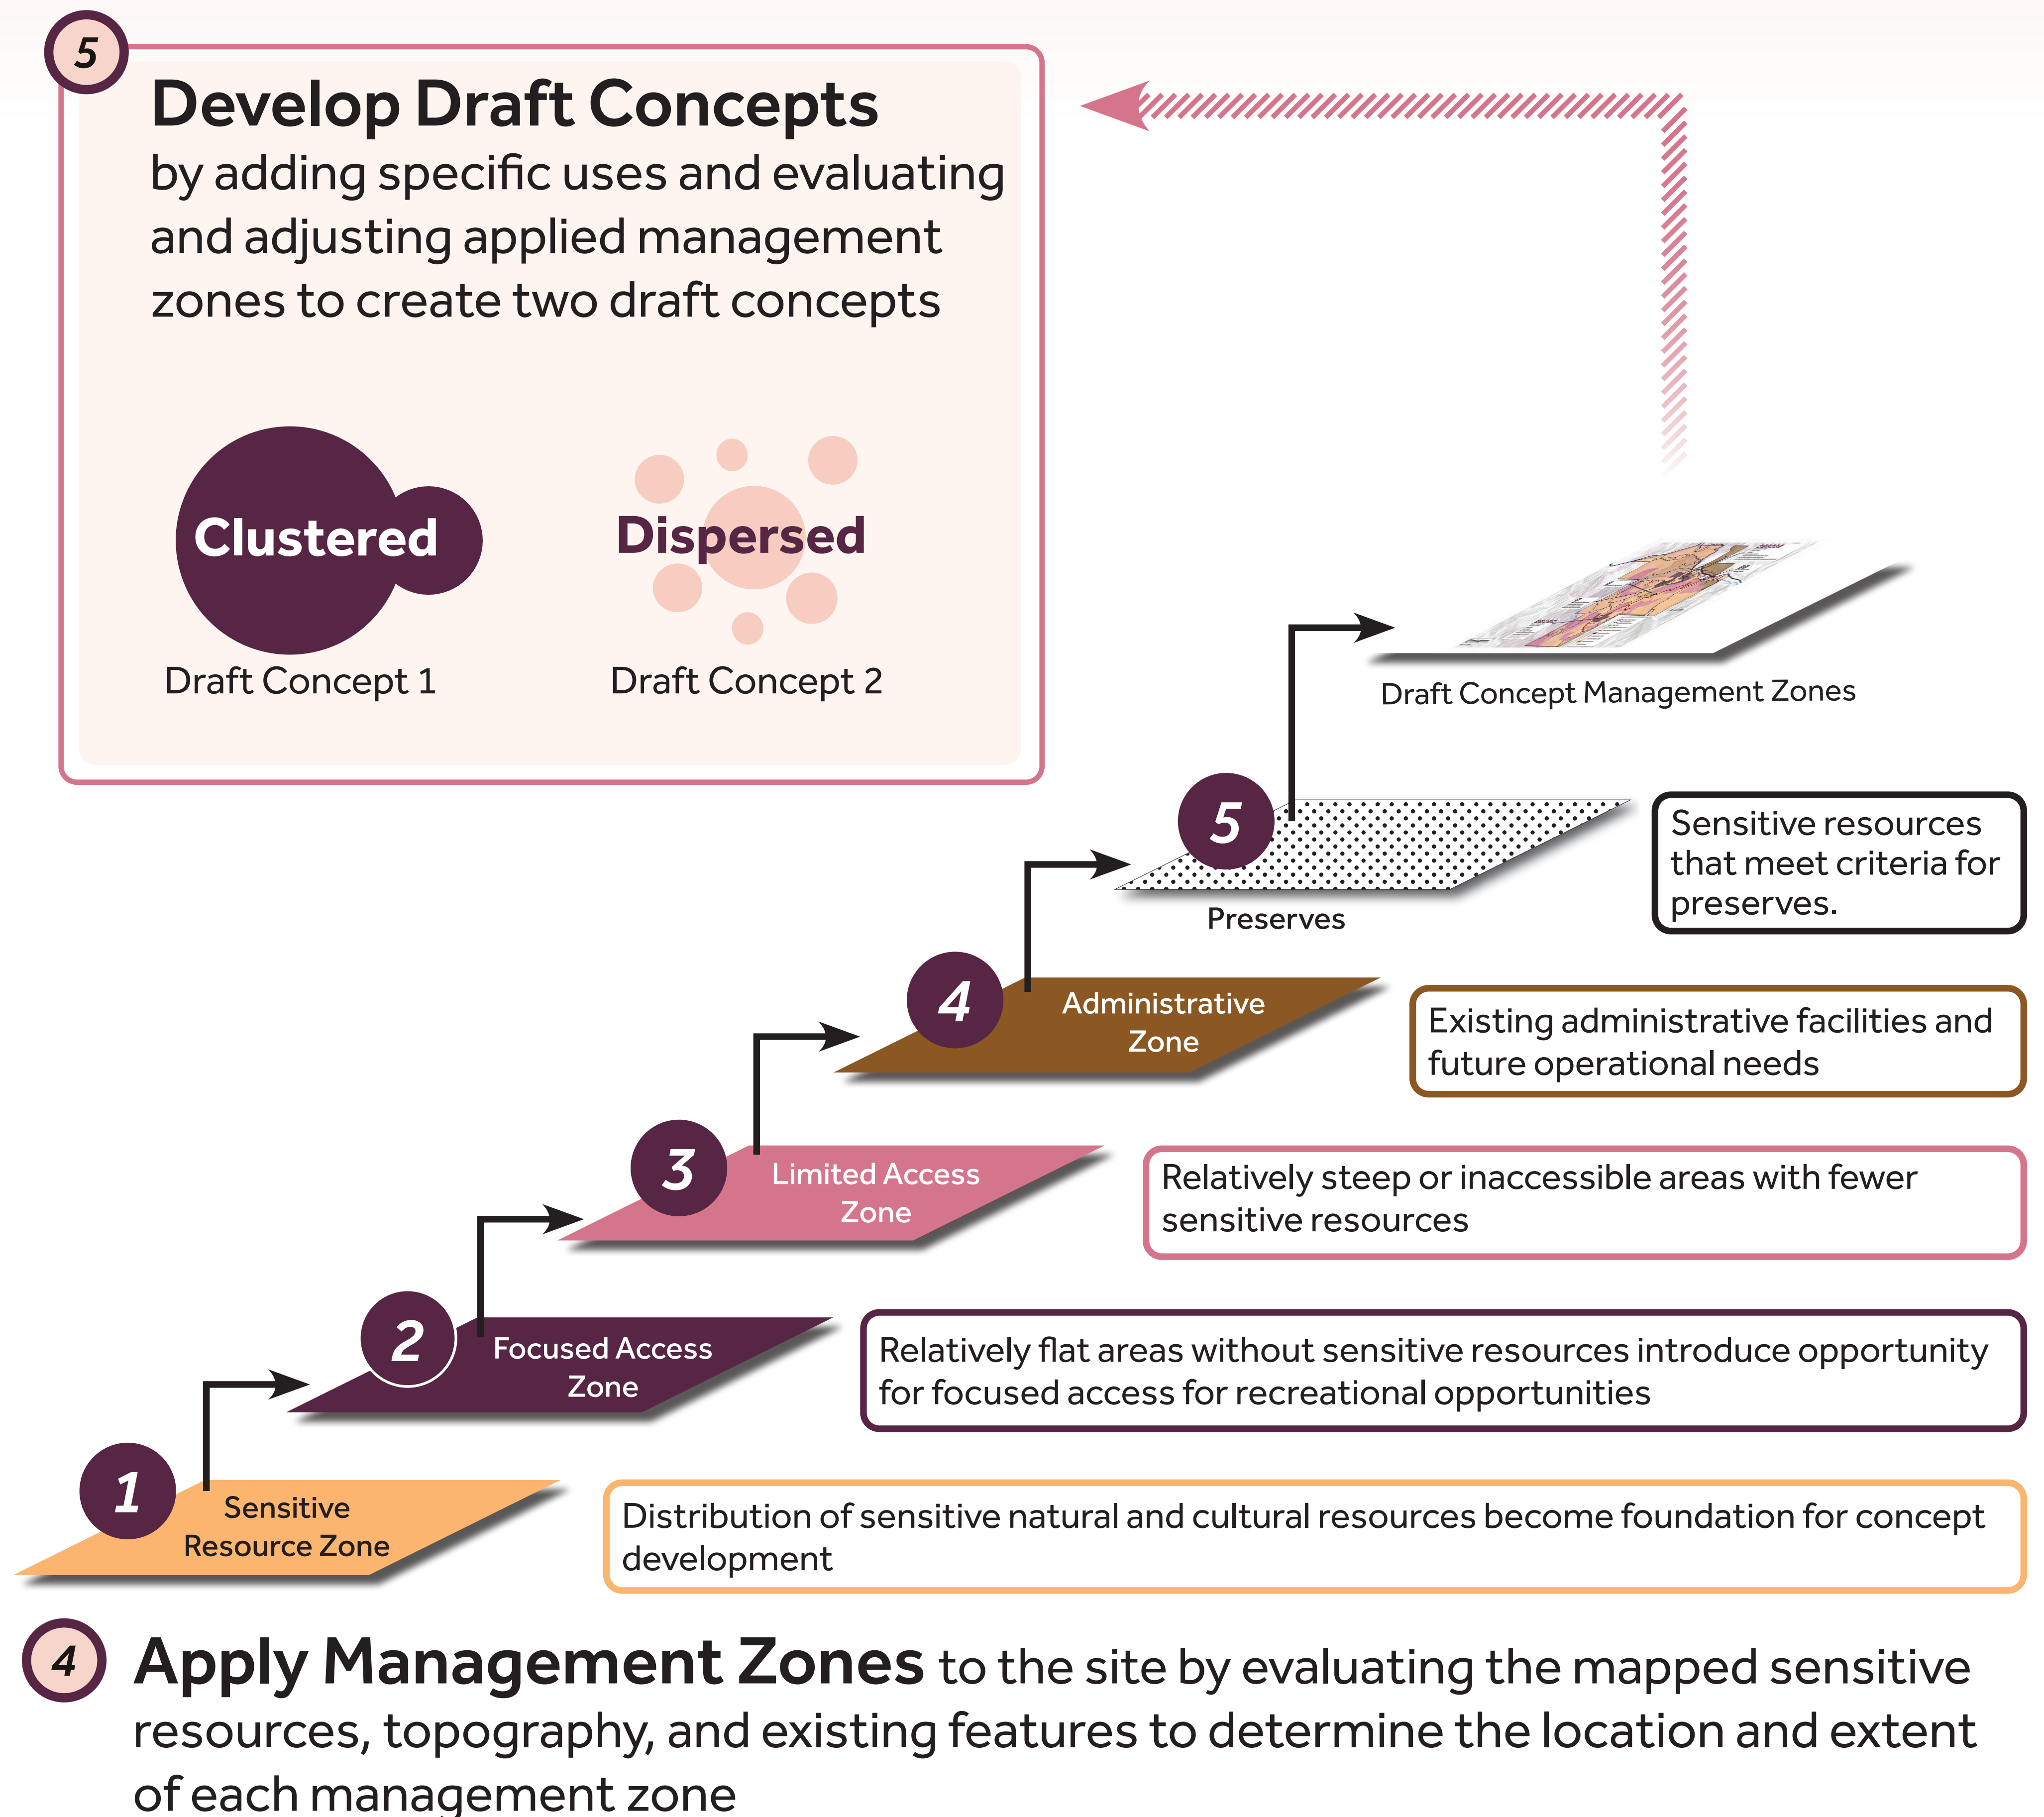 5
Develop Draft Concepts
by adding specific uses and evaluating
and adjusting applied management
zones to create two draft concepts
Clustered
Dispersed
Draft Concept 1
Draft Concept 2
Draft Concept Management Zones
5
Preserves
Sensitive resources
that meet criteria for
preserves.
4
Administrative
Zone
Existing administrative facilities and
future operational needs
3
Limited Access
Zone
Relatively steep or inaccessible areas with fewer
sensitive resources
2
Focused Access
Zone
Relatively flat areas without sensitive resources introduce opportunity
for focused access for recreational opportunities
1
Sensitive
Resource Zone
Distribution of sensitive natural and cultural resources become foundation for concept
development
4
Apply Management Zones to the site by evaluating the mapped sensitive
resources, topography, and existing features to determine the location and extent
of each management zone